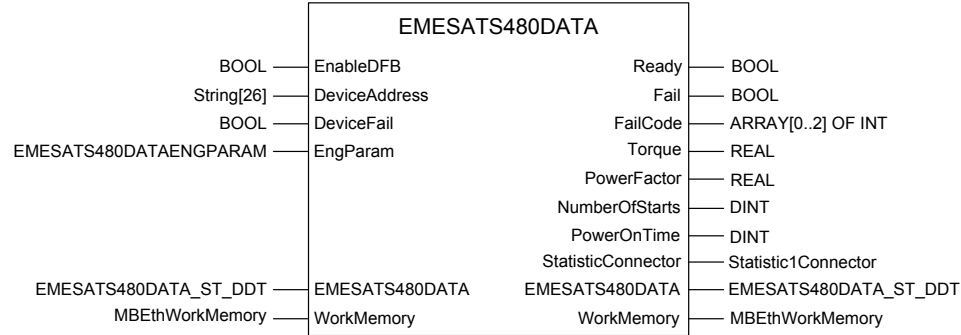 EMESATS480DATA
BOOL EnableDFB Ready BOOL
String[26] DeviceAddress Fail BOOL
BOOL DeviceFail FailCode ARRAY[0..2] OF INT
EMESATS480DATAENGPARAM EngParam Torque REAL
PowerFactor REAL
NumberOfStarts DINT
PowerOnTime DINT
StatisticConnector Statistic1Connector
EMESATS480DATA_ST_DDT EMESATS480DATA EMESATS480DATA EMESATS480DATA_ST_DDT
MBEthWorkMemory WorkMemory WorkMemory MBEthWorkMemory